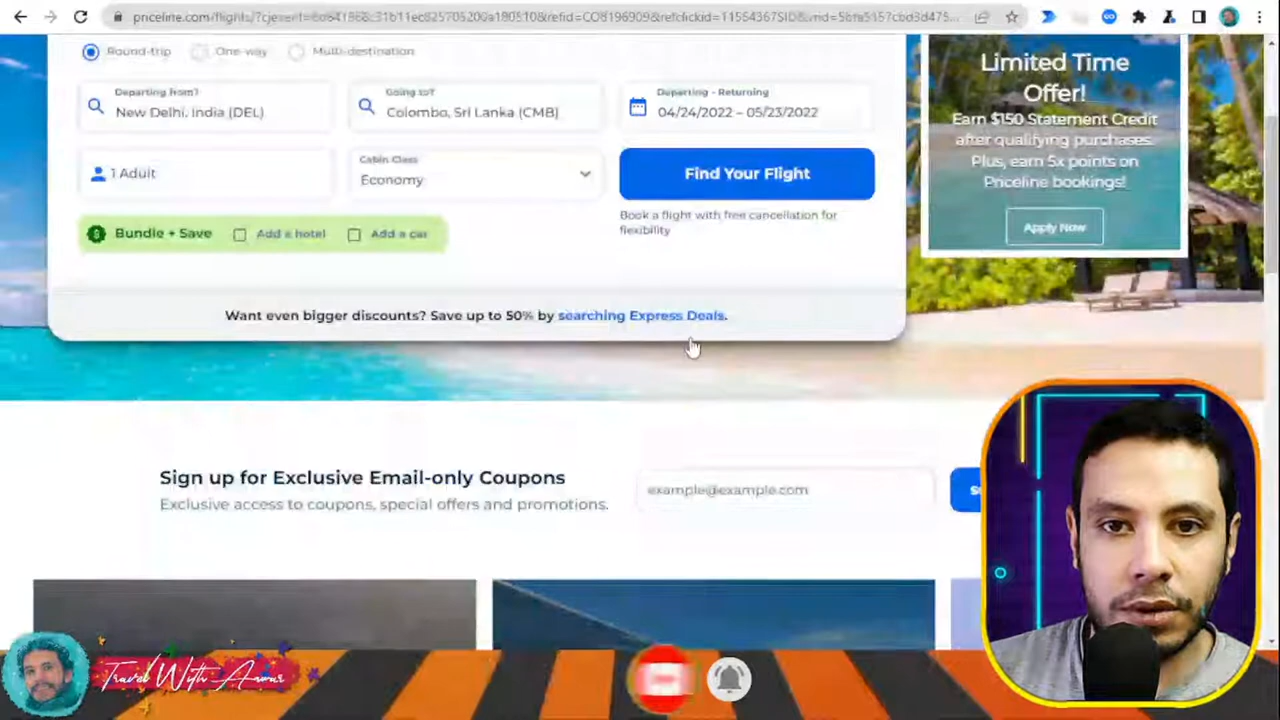 Round-trip
One-way
Multi-destination
Departing from?
New Delhi, India (DEL)
Going to?
Colombo, Sri Lanka (CMB)
Departing - Returning
04/24/2022 – 05/23/2022
1 Adult
Cabin Class
Economy
Find Your Flight
Book a flight with free cancellation for
flexibility
Bundle + Save
Add a hotel
Add a car
Want even bigger discounts? Save up to 50% by searching Express Deals.
Limited Time
Offer!
Earn $150 Statement Credit
after qualifying purchases.
Plus, earn 5x points on
Priceline bookings!
Apply Now
Sign up for Exclusive Email-only Coupons
Exclusive access to coupons, special offers and promotions.
example@example.com
Travel With Anour